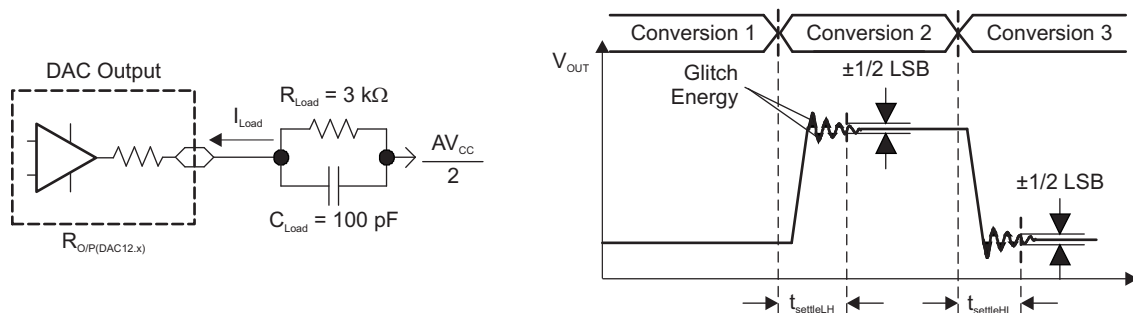 DAC Output
R_Load = 3 kΩ
I_Load
AV_CC
2
C_Load = 100 pF
R_O/P(DAC12.x)
Conversion 1
Conversion 2
Conversion 3
V_OUT
±1/2 LSB
Glitch
Energy
±1/2 LSB
t_settleLH
t_settleHL